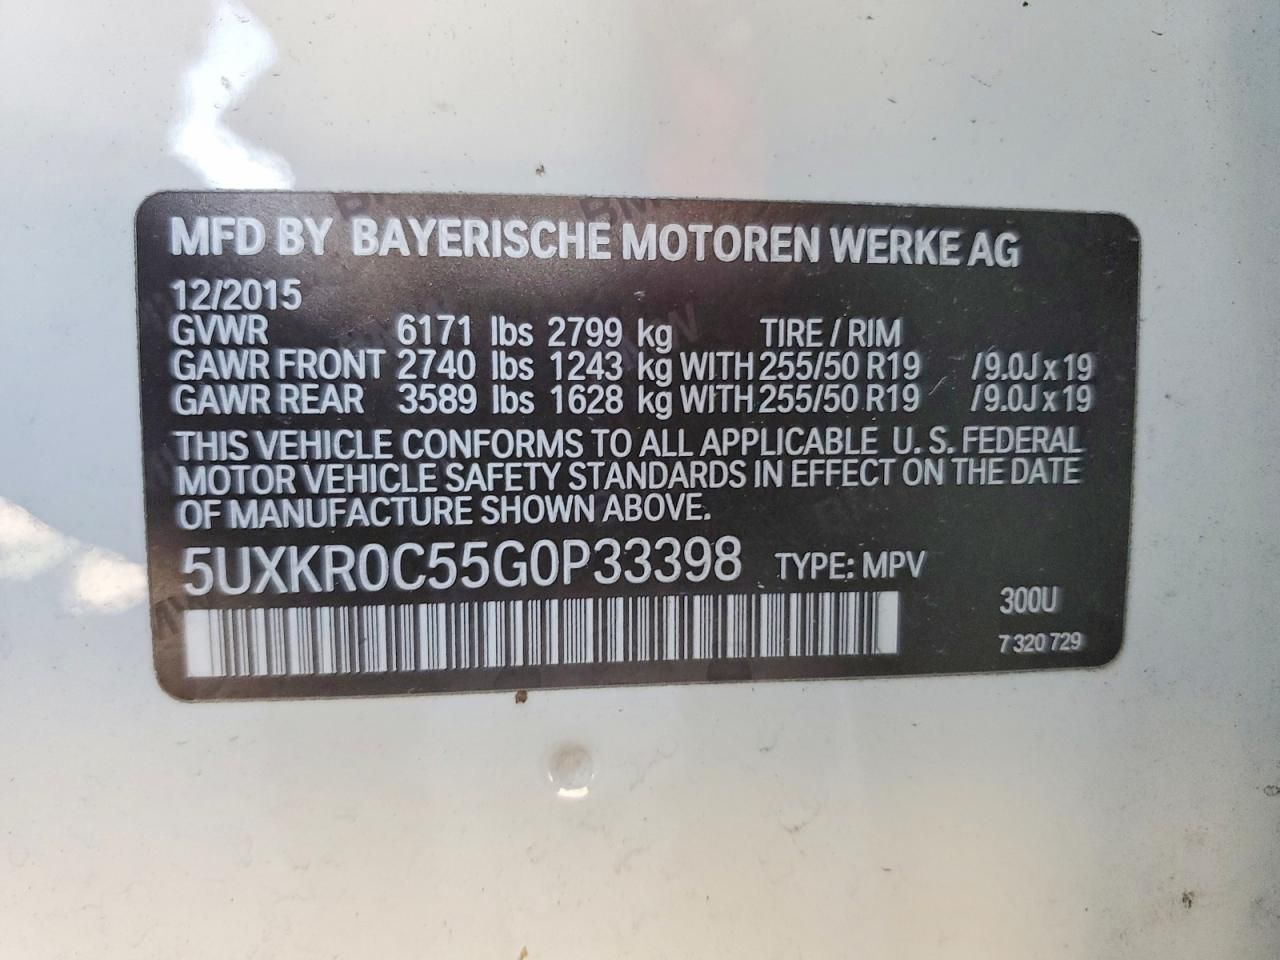 MFD BY BAYERISCHE MOTOREN WERKE AG
12/2015
GVWR 6171 lbs 2799 kg TIRE / RIM
GAWR FRONT 2740 lbs 1243 kg WITH 255/50 R19 /9.0J x 19
GAWR REAR 3589 lbs 1628 kg WITH 255/50 R19 /9.0J x 19
THIS VEHICLE CONFORMS TO ALL APPLICABLE U. S. FEDERAL
MOTOR VEHICLE SAFETY STANDARDS IN EFFECT ON THE DATE
OF MANUFACTURE SHOWN ABOVE.
5UXKR0C55G0P33398 TYPE: MPV
300U
7 320 729